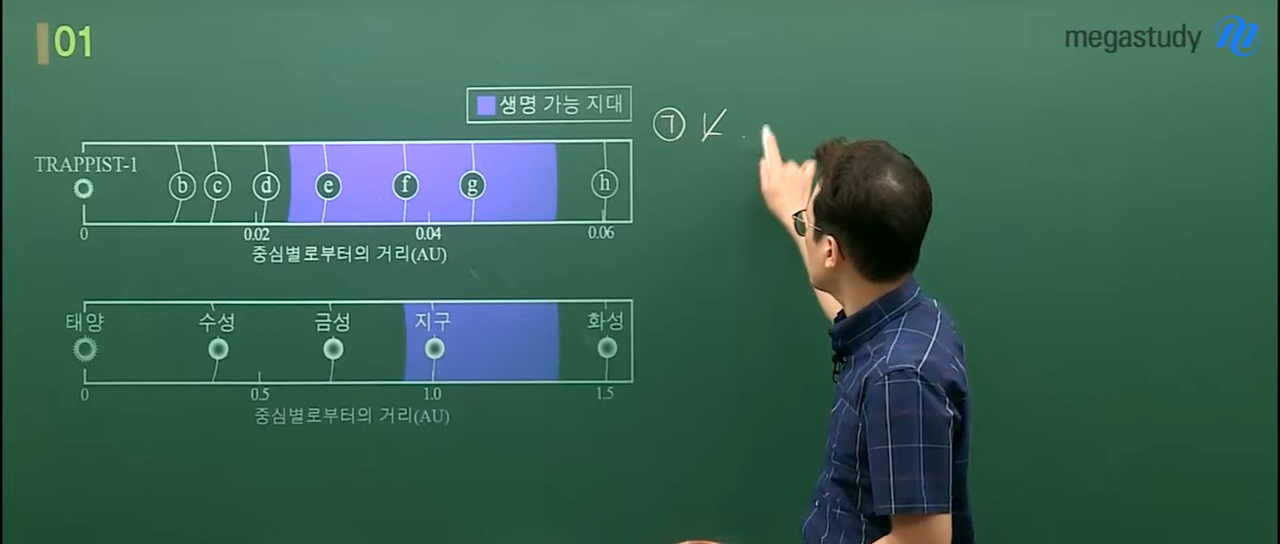 01
megastudy
생명 가능 지대
㉠ V
TRAPPIST-1
b c d e f g h
0 0.02 0.04 0.06
중심별로부터의 거리(AU)
태양 수성 금성 지구 화성
0 0.5 1.0 1.5
중심별로부터의 거리(AU)